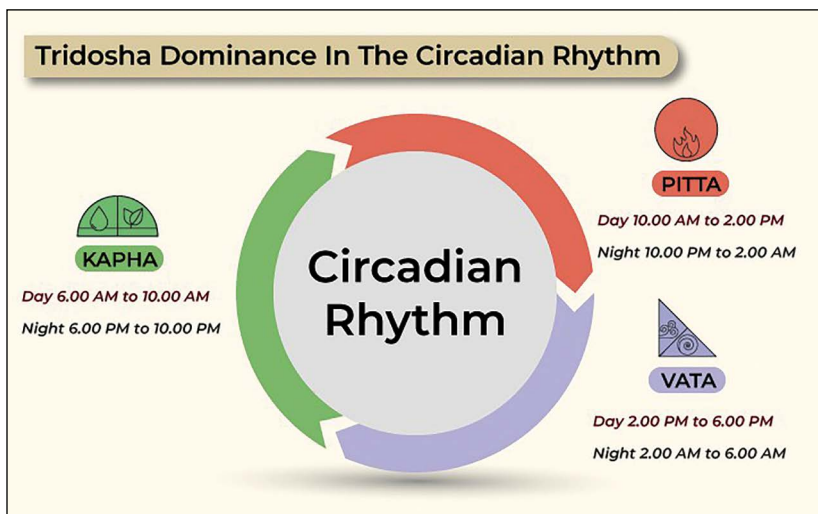 Tridosha Dominance In The Circadian Rhythm
KAPHA
Day 6.00 AM to 10.00 AM
Night 6.00 PM to 10.00 PM
Circadian
Rhythm
PITTA
Day 10.00 AM to 2.00 PM
Night 10.00 PM to 2.00 AM
VATA
Day 2.00 PM to 6.00 PM
Night 2.00 AM to 6.00 AM